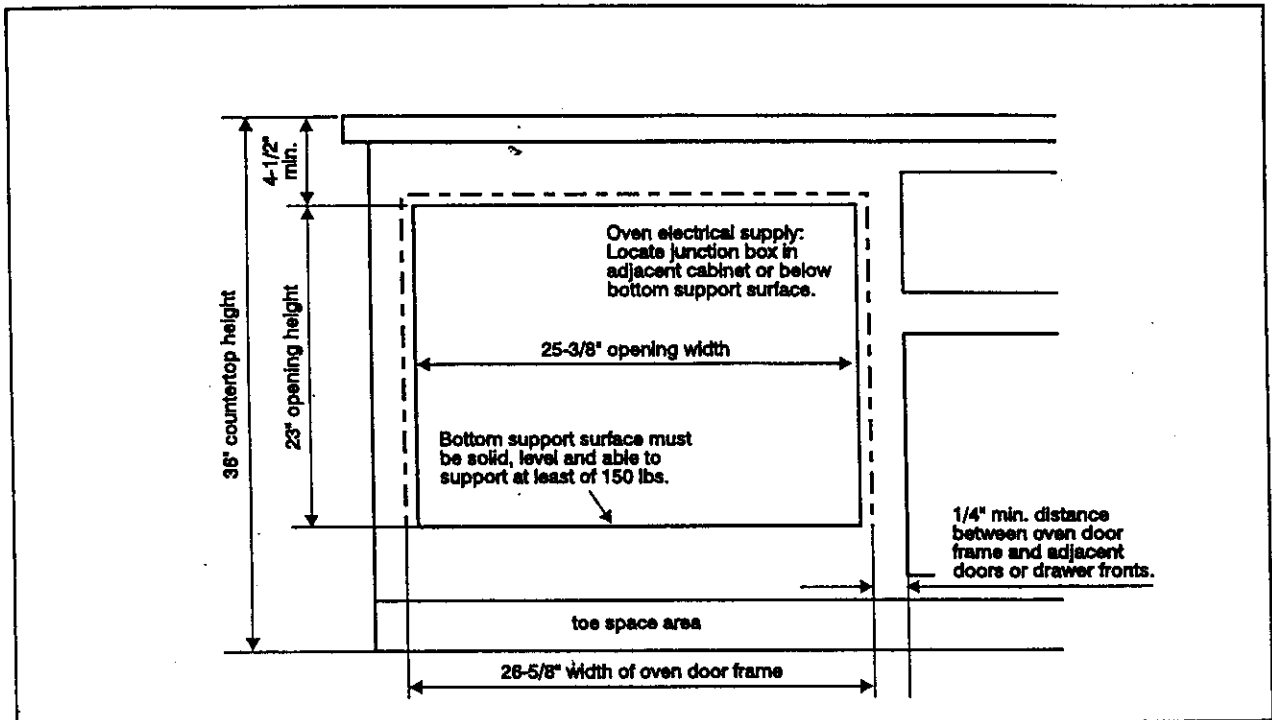 4-1/2"
min.
36" countertop height
23" opening height
Oven electrical supply:
Locate junction box in
adjacent cabinet or below
bottom support surface.
25-3/8" opening width
Bottom support surface must
be solid, level and able to
support at least of 150 lbs.
1/4" min. distance
between oven door
frame and adjacent
doors or drawer fronts.
toe space area
26-5/8" width of oven door frame